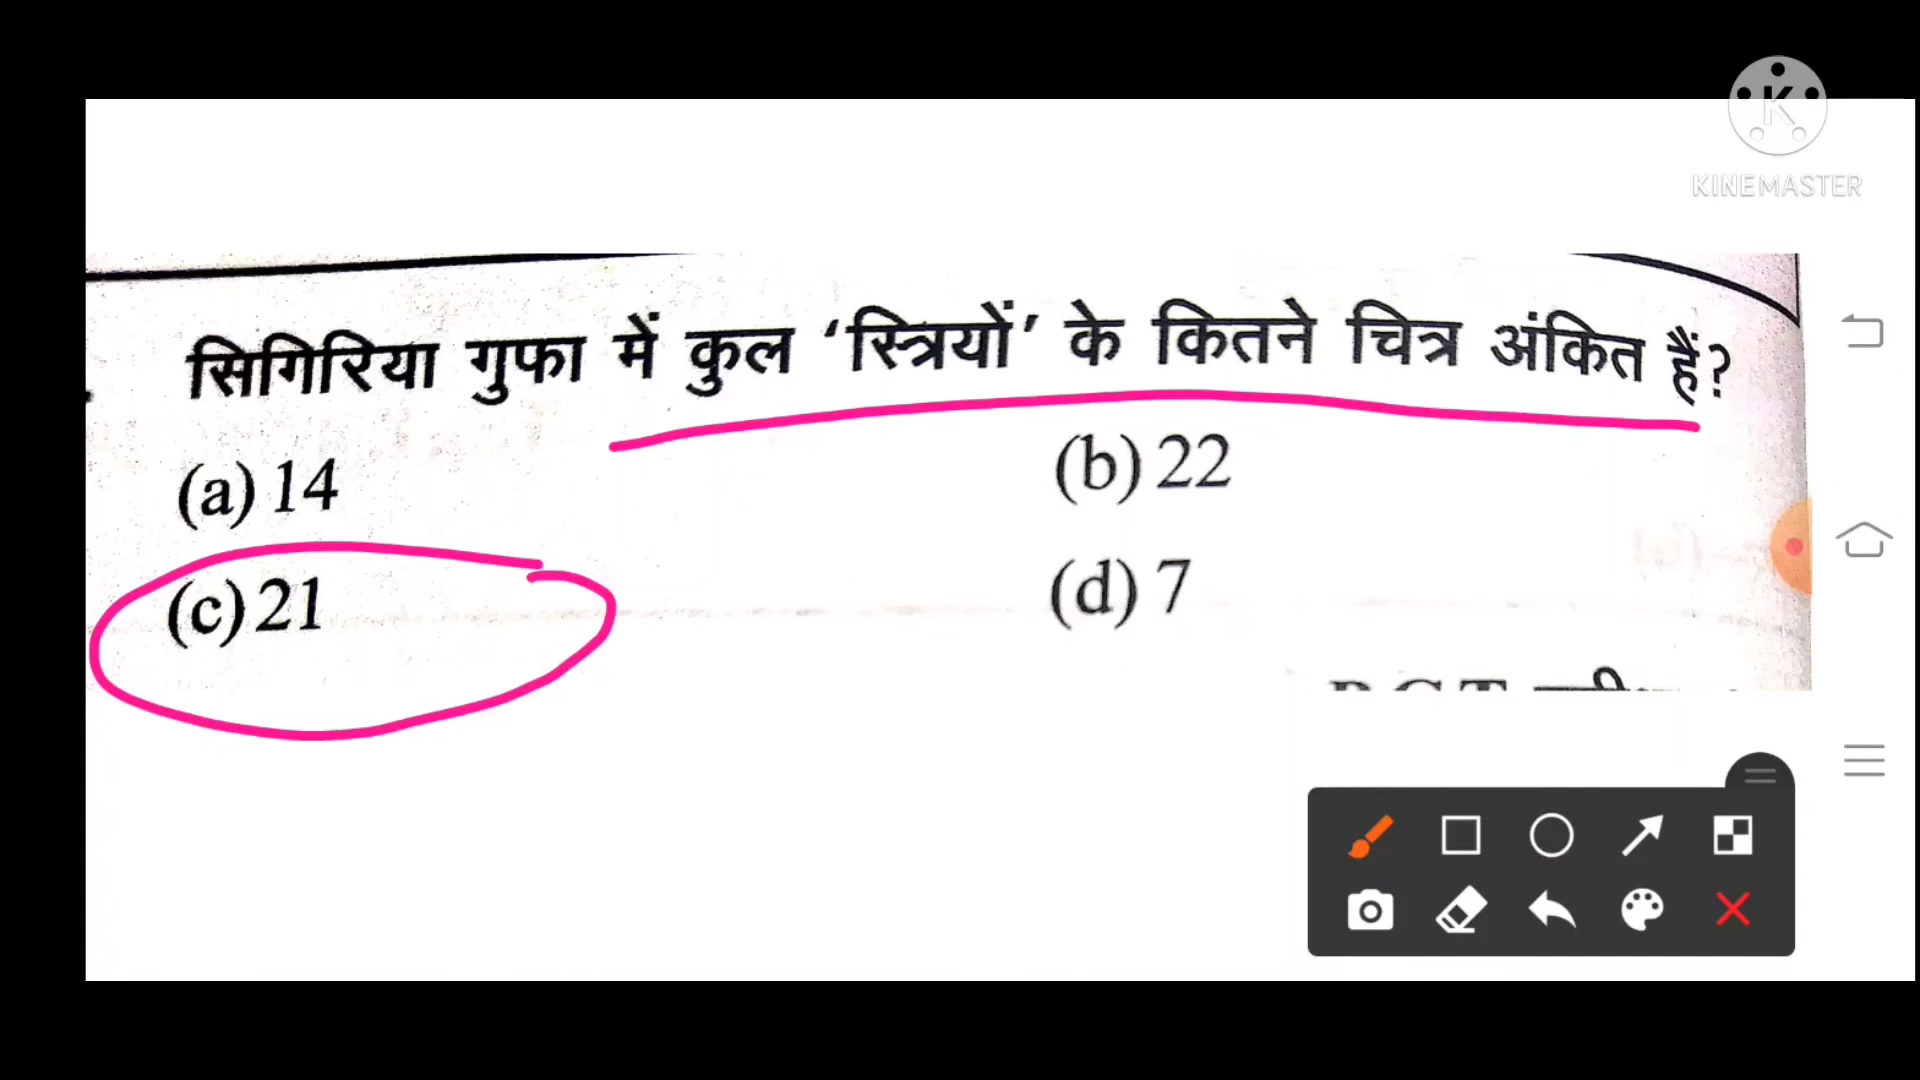 KINEMASTER
सिगिरिया गुफा में कुल ‘स्त्रियों’ के कितने चित्र अंकित हैं?
(a) 14
(b) 22
(c) 21
(d) 7